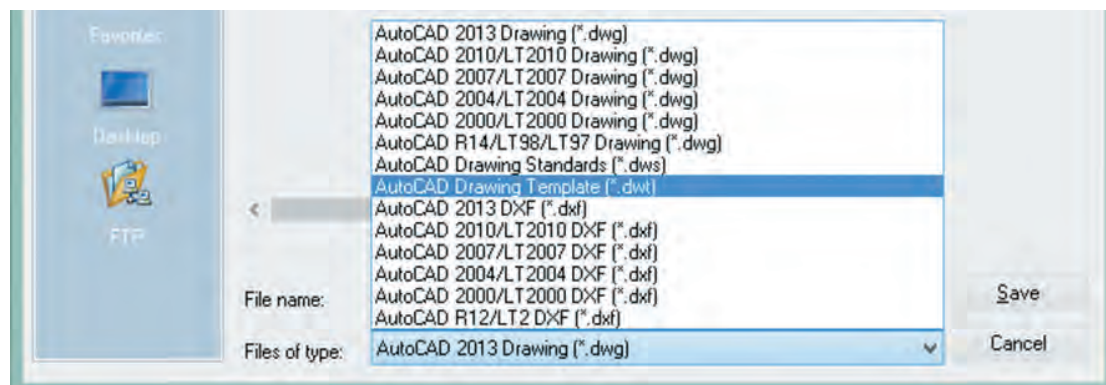 Favorites
Desktop
FTP
AutoCAD 2013 Drawing (*.dwg)
AutoCAD 2010/LT2010 Drawing (*.dwg)
AutoCAD 2007/LT2007 Drawing (*.dwg)
AutoCAD 2004/LT2004 Drawing (*.dwg)
AutoCAD 2000/LT2000 Drawing (*.dwg)
AutoCAD R14/LT98/LT97 Drawing (*.dwg)
AutoCAD Drawing Standards (*.dws)
AutoCAD Drawing Template (*.dwt)
AutoCAD 2013 DXF (*.dxf)
AutoCAD 2010/LT2010 DXF (*.dxf)
AutoCAD 2007/LT2007 DXF (*.dxf)
AutoCAD 2004/LT2004 DXF (*.dxf)
AutoCAD 2000/LT2000 DXF (*.dxf)
AutoCAD R12/LT2 DXF (*.dxf)
File name:
Files of type: AutoCAD 2013 Drawing (*.dwg)
Save
Cancel